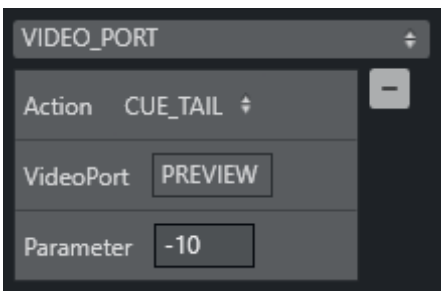 VIDEO_PORT
Action CUE_TAIL
VideoPort PREVIEW
Parameter -10